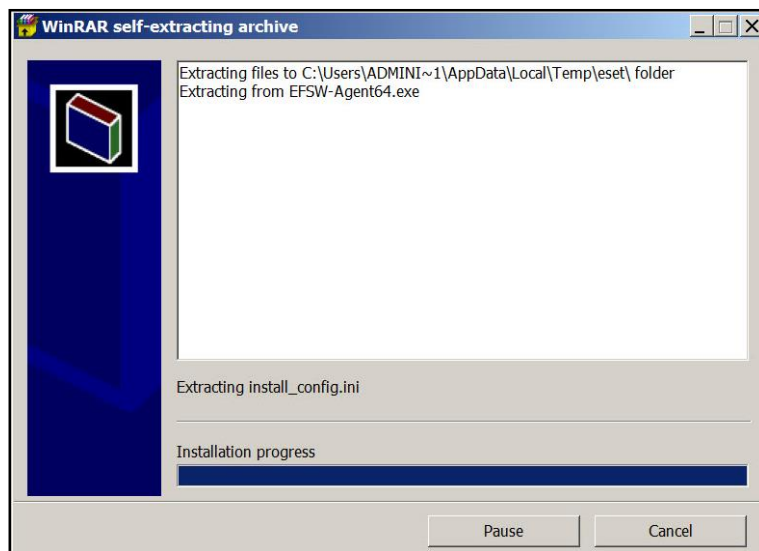 WinRAR self-extracting archive
Extracting files to C:\Users\ADMINI~1\AppData\Local\Temp\eset\ folder
Extracting from EFSW-Agent64.exe
Extracting install_config.ini
Installation progress
Pause
Cancel